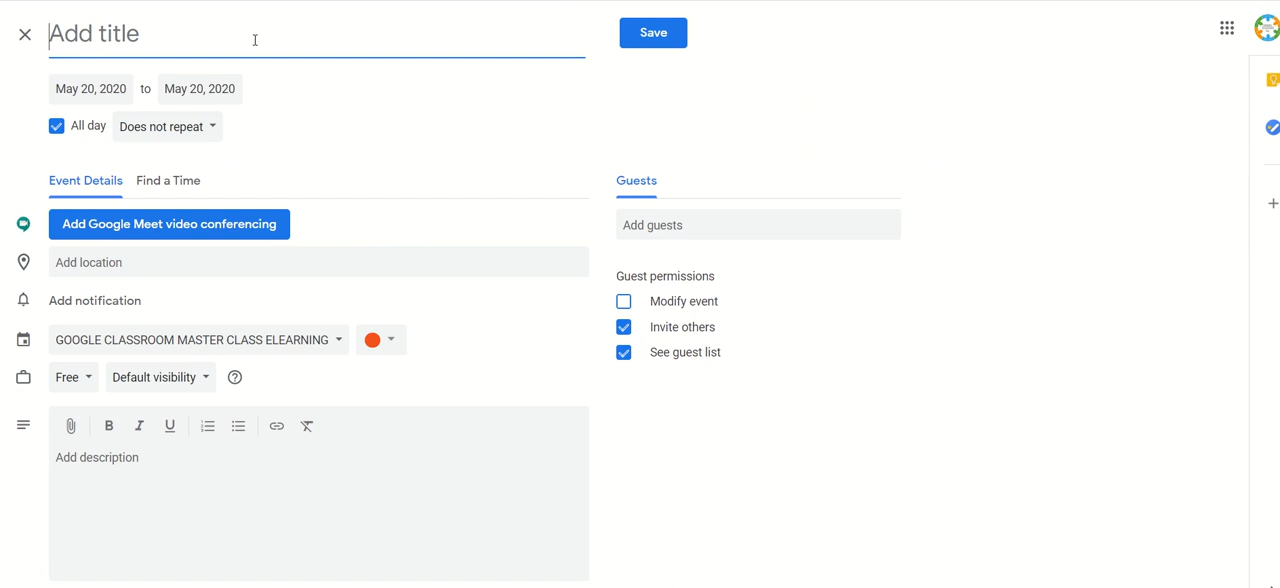 Add title
Save
May 20, 2020 to May 20, 2020
All day Does not repeat
Event Details Find a Time
Guests
Add Google Meet video conferencing
Add guests
Add location
Guest permissions
Add notification
Modify event
Invite others
GOOGLE CLASSROOM MASTER CLASS ELEARNING
See guest list
Free Default visibility
B I U
Add description